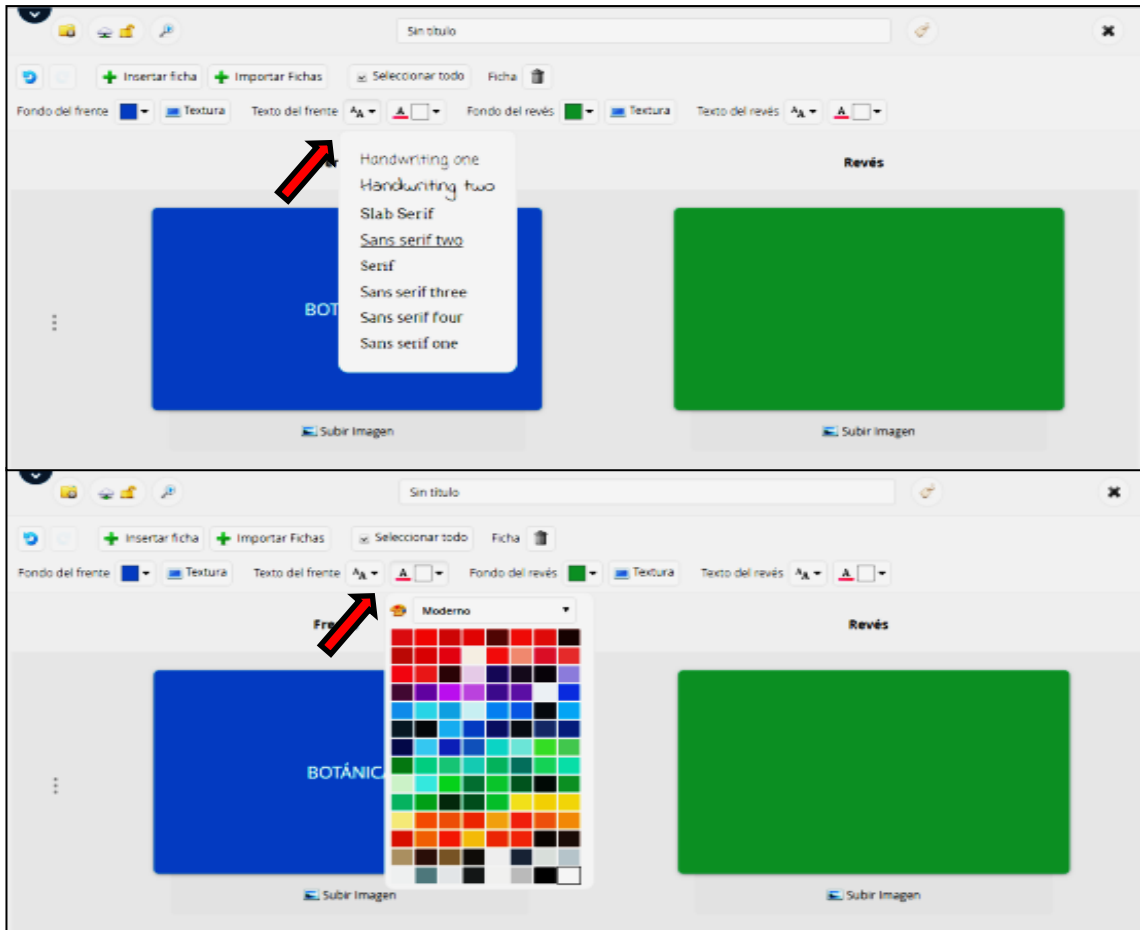 Sin título
Insertar ficha Importar Fichas Seleccionar todo Ficha
Fondo del frente Textura Texto del frente Fondo del revés Textura Texto del revés
Revés
Handwriting one
Handwriting two
Slab Serif
Sans serif two
Serif
Sans serif three
Sans serif four
Sans serif one
BOT
Subir Imagen Subir Imagen
Sin título
Insertar ficha Importar Fichas Seleccionar todo Ficha
Fondo del frente Textura Texto del frente Fondo del revés Textura Texto del revés
Moderno
Fre Revés
BOTÁNIC
Subir Imagen Subir Imagen